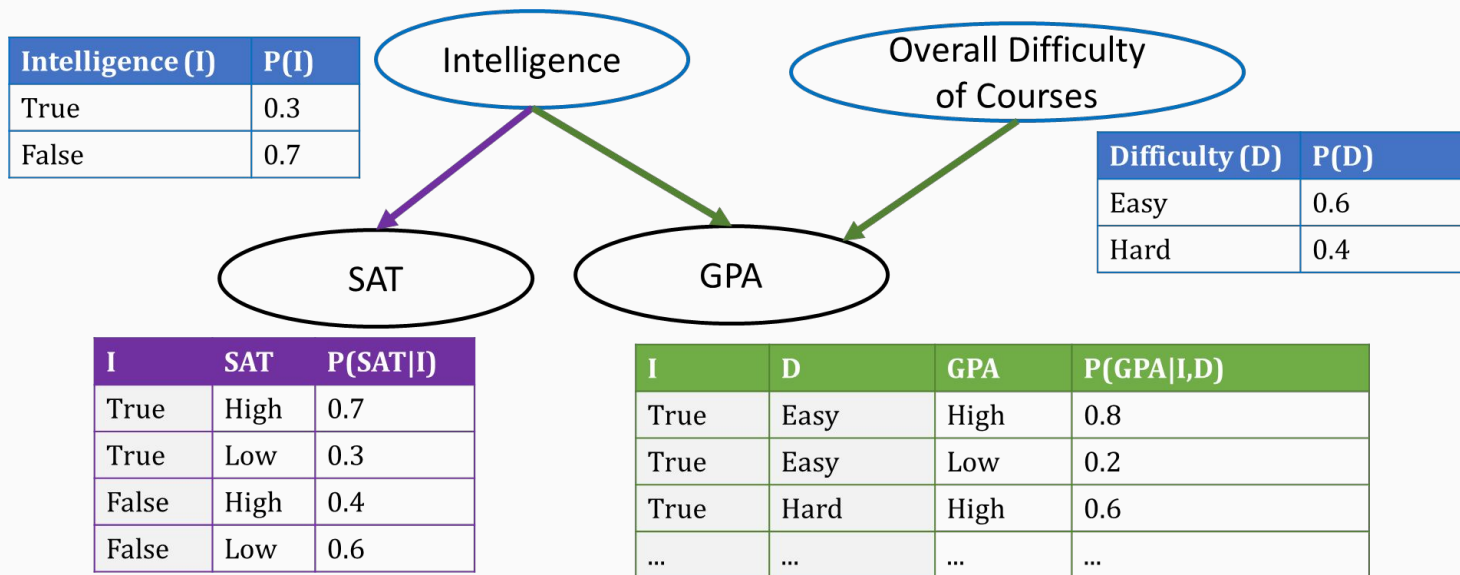 Intelligence (I) P(I)
True 0.3
False 0.7
Intelligence
Overall Difficulty
of Courses
Difficulty (D) P(D)
Easy 0.6
Hard 0.4
SAT
GPA
I SAT P(SAT|I)
True High 0.7
True Low 0.3
False High 0.4
False Low 0.6
I D GPA P(GPA|I,D)
True Easy High 0.8
True Easy Low 0.2
True Hard High 0.6
... ... ... ...